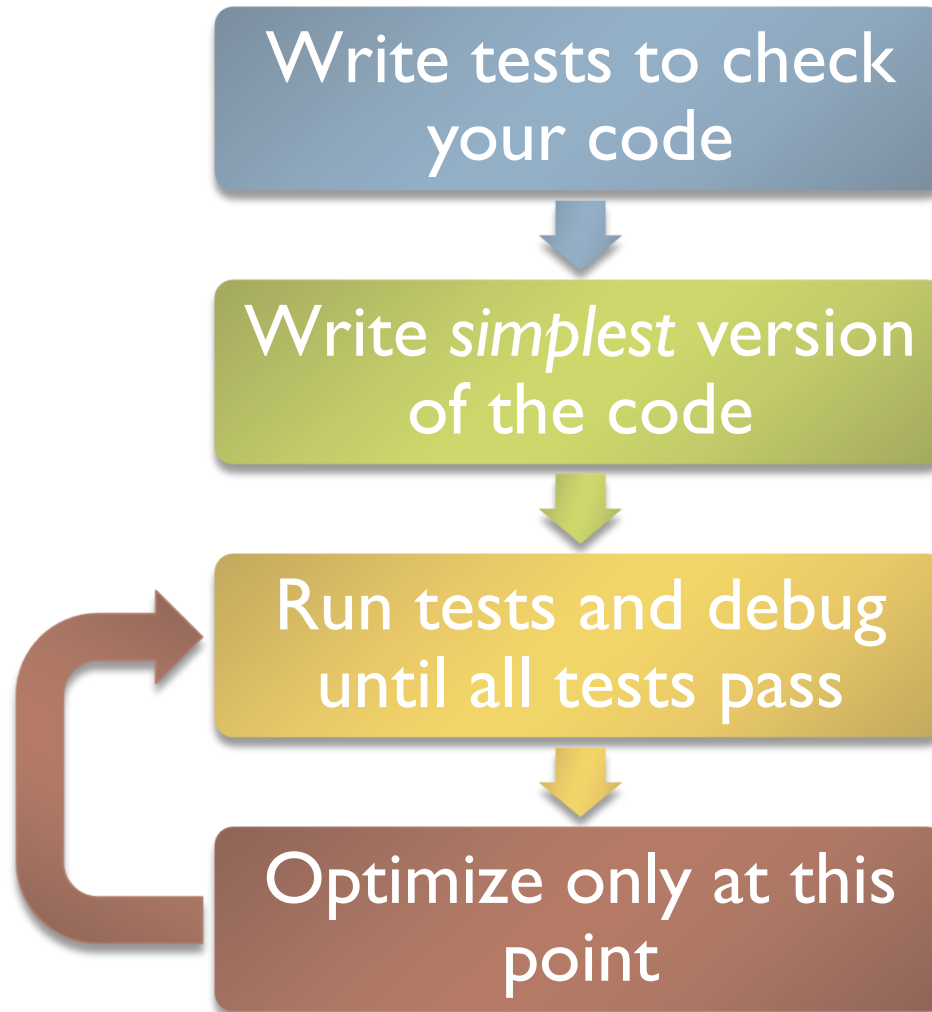 Write tests to check
your code
Write simplest version
of the code
Run tests and debug
until all tests pass
Optimize only at this
point